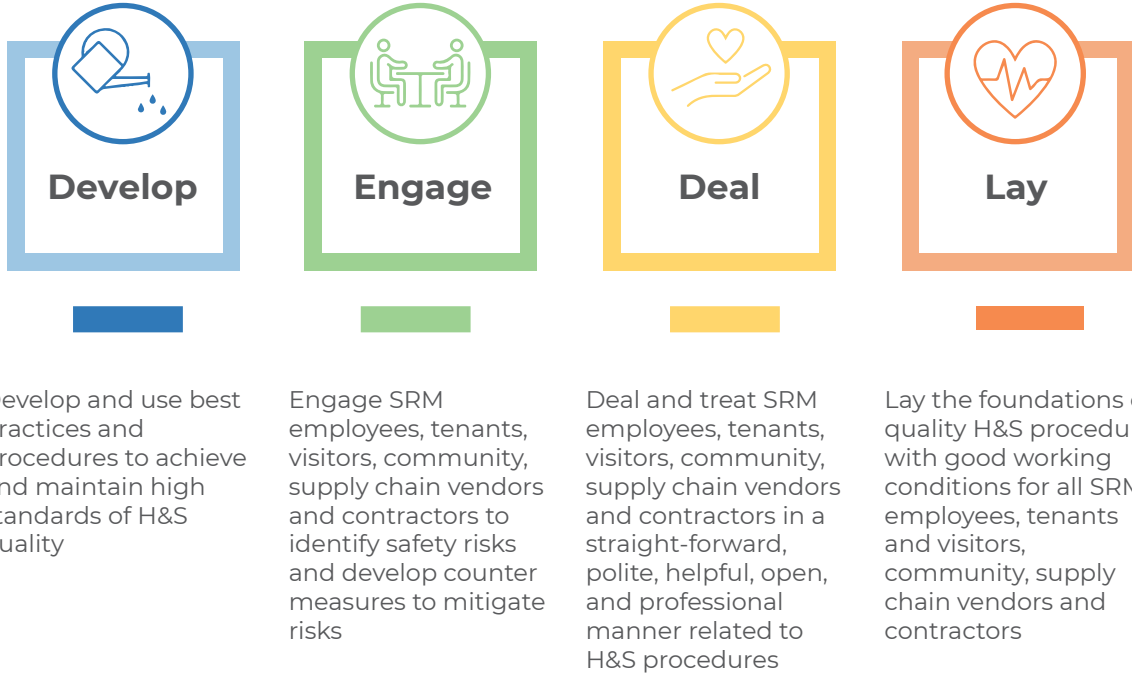 Develop
Engage
Deal
Lay
evelop and use best
ractices and
rocedures to achieve
nd maintain high
tandards of H&S
uality
Engage SRM
employees, tenants,
visitors, community,
supply chain vendors
and contractors to
identify safety risks
and develop counter
measures to mitigate
risks
Deal and treat SRM
employees, tenants,
visitors, community,
supply chain vendors
and contractors in a
straight-forward,
polite, helpful, open,
and professional
manner related to
H&S procedures
Lay the foundations
quality H&S procedu
with good working
conditions for all SRM
employees, tenants
and visitors,
community, supply
chain vendors and
contractors